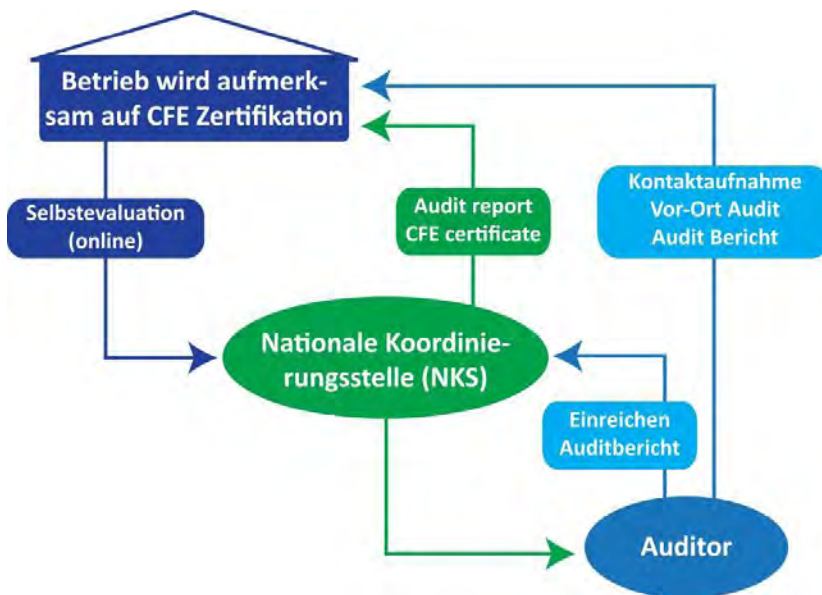 Betrieb wird aufmerk-
sam auf CFE Zertifikation
Selbstevaluation
(online)
Audit report
CFE certificate
Kontaktaufnahme
Vor-Ort Audit
Audit Bericht
Nationale Koordinie-
rungsstelle (NKS)
Einreichen
Auditbericht
Auditor